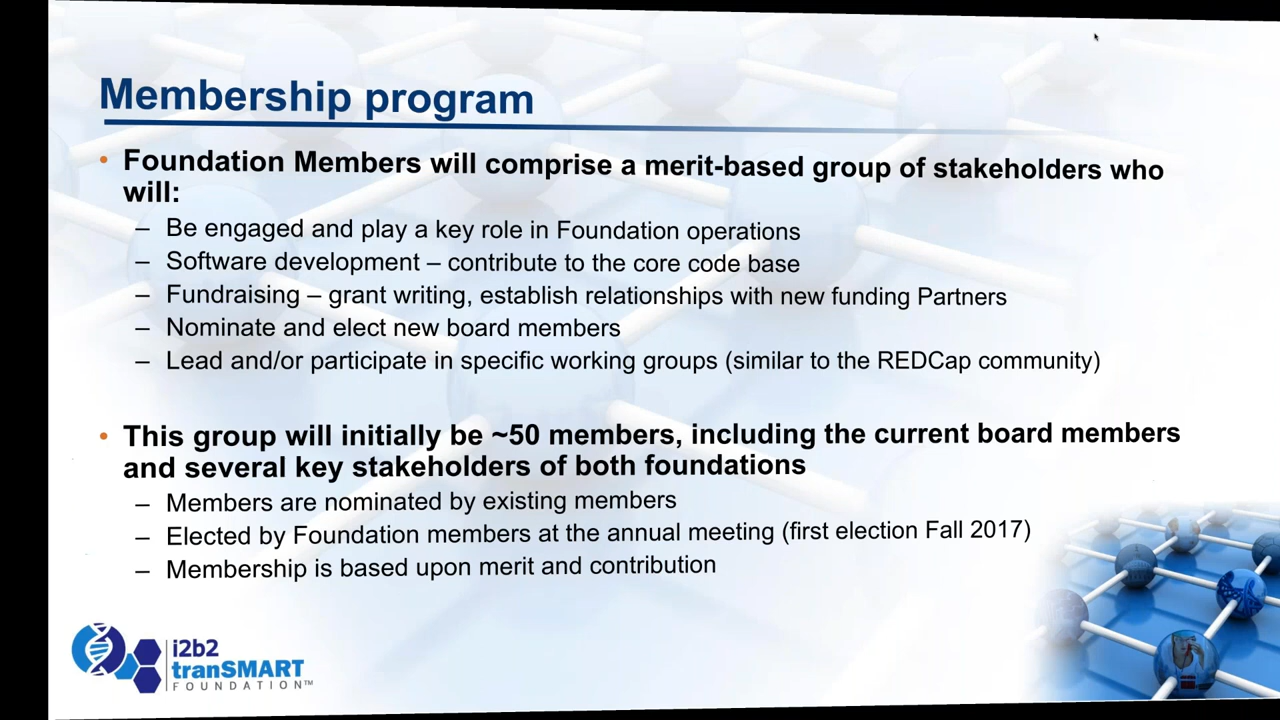 Membership program
• Foundation Members will comprise a merit-based group of stakeholders who
will:
– Be engaged and play a key role in Foundation operations
– Software development – contribute to the core code base
– Fundraising – grant writing, establish relationships with new funding Partners
– Nominate and elect new board members
– Lead and/or participate in specific working groups (similar to the REDCap community)
• This group will initially be ~50 members, including the current board members
and several key stakeholders of both foundations
– Members are nominated by existing members
– Elected by Foundation members at the annual meeting (first election Fall 2017)
– Membership is based upon merit and contribution
i2b2
tranSMART
FOUNDATION™